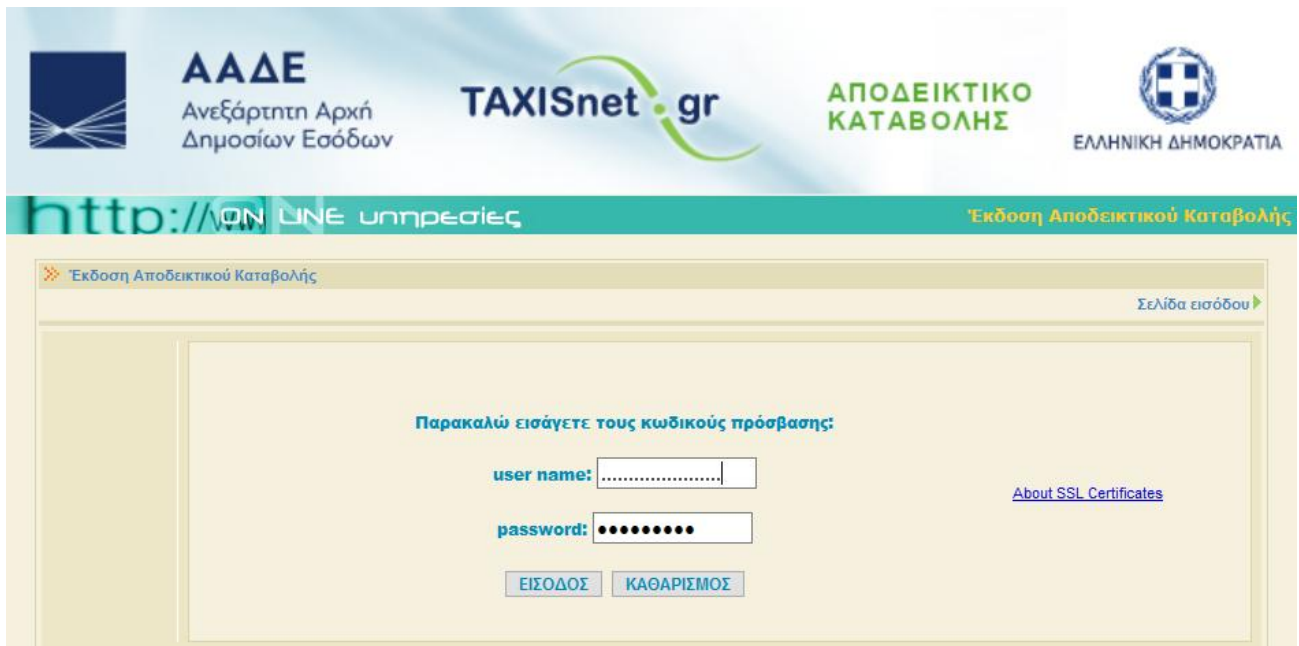 ΑΑΔΕ
Ανεξάρτητη Αρχή
Δημοσίων Εσόδων
TAXISnet.gr
ΑΠΟΔΕΙΚΤΙΚΟ
ΚΑΤΑΒΟΛΗΣ
ΕΛΛΗΝΙΚΗ ΔΗΜΟΚΡΑΤΙΑ
http://www ON LINE υπηρεσίες
Έκδοση Αποδεικτικού Καταβολής
Έκδοση Αποδεικτικού Καταβολής
Σελίδα εισόδου
Παρακαλώ εισάγετε τους κωδικούς πρόσβασης:
user name: ......................
password: ●●●●●●●●●
About SSL Certificates
ΕΙΣΟΔΟΣ ΚΑΘΑΡΙΣΜΟΣ